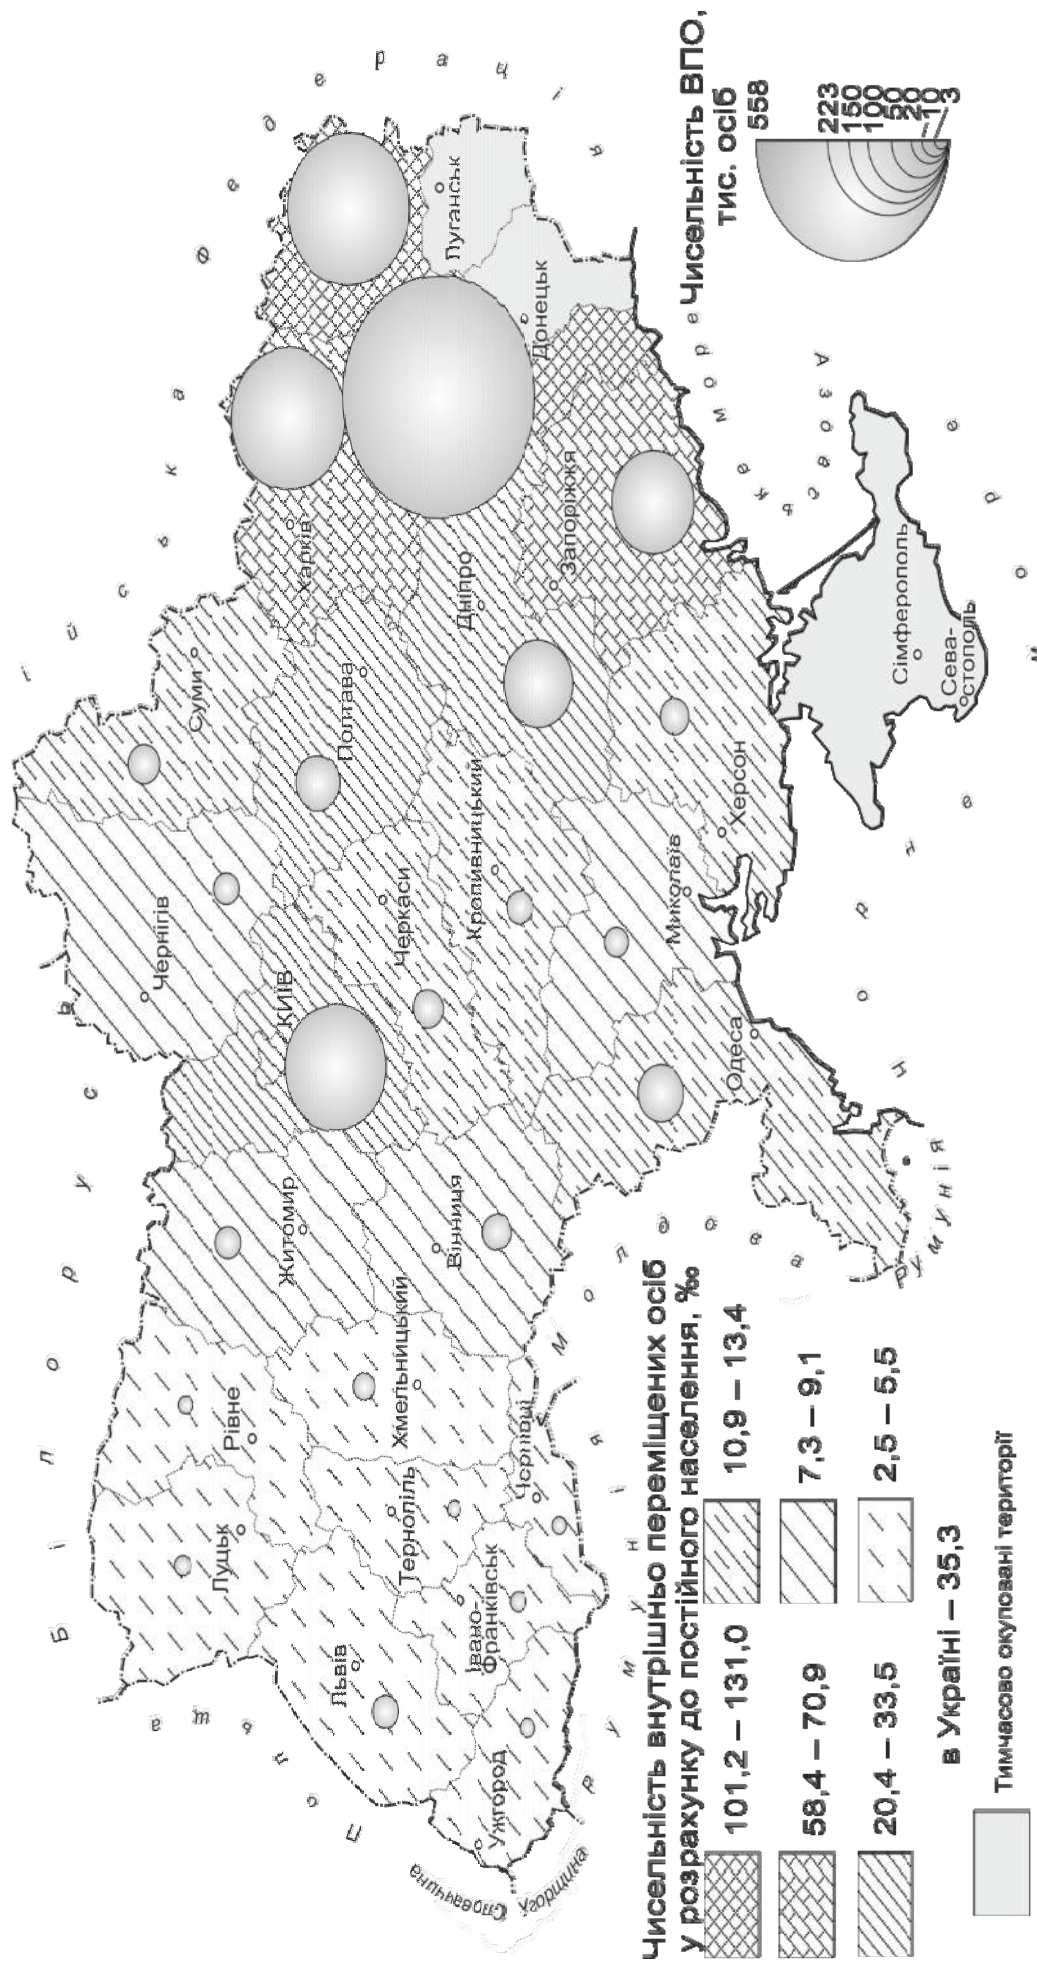 Білорусь
Російська Федерація
Польща
Словаччина
Угорщина
Румунія
Молдова
Румунія
Чорне море
Азовське море
Луцьк
Рівне
Житомир
КИЇВ
Чернігів
Суми
Львів
Тернопіль
Хмельницький
Вінниця
Черкаси
Полтава
Харків
Луганськ
Ужгород
Івано-
Франківськ
Чернівці
Кропивницький
Дніпро
Донецьк
Запоріжжя
Одеса
Миколаїв
Херсон
Сімферополь
Сева-
стополь
Чисельність внутрішньо переміщених осіб
у розрахунку до постійного населення, ‰
101,2 – 131,0
10,9 – 13,4
58,4 – 70,9
7,3 – 9,1
20,4 – 33,5
2,5 – 5,5
в Україні – 35,3
Тимчасово окуповані території
Чисельність ВПО,
тис. осіб
558
223
150
100
50
20
10
3